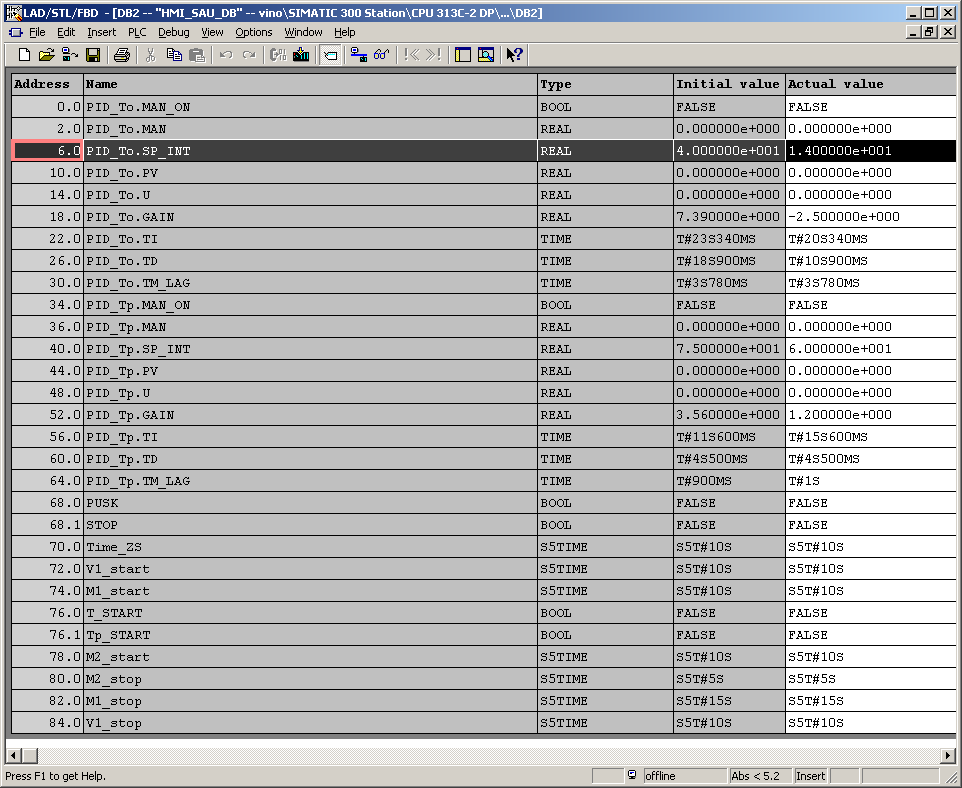 LAD/STL/FBD - [DB2 -- "HMI_SAU_DB" -- vino\SIMATIC 300 Station\CPU 313C-2 DP\...\DB2]
File Edit Insert PLC Debug View Options Window Help
Address Name Type Initial value Actual value
0.0 PID_To.MAN_ON BOOL FALSE FALSE
2.0 PID_To.MAN REAL 0.000000e+000 0.000000e+000
6.0 PID_To.SP_INT REAL 4.000000e+001 1.400000e+001
10.0 PID_To.PV REAL 0.000000e+000 0.000000e+000
14.0 PID_To.U REAL 0.000000e+000 0.000000e+000
18.0 PID_To.GAIN REAL 7.390000e+000 -2.500000e+000
22.0 PID_To.TI TIME T#23S340MS T#20S340MS
26.0 PID_To.TD TIME T#18S900MS T#10S900MS
30.0 PID_To.TM_LAG TIME T#3S780MS T#3S780MS
34.0 PID_Tp.MAN_ON BOOL FALSE FALSE
36.0 PID_Tp.MAN REAL 0.000000e+000 0.000000e+000
40.0 PID_Tp.SP_INT REAL 7.500000e+001 6.000000e+001
44.0 PID_Tp.PV REAL 0.000000e+000 0.000000e+000
48.0 PID_Tp.U REAL 0.000000e+000 0.000000e+000
52.0 PID_Tp.GAIN REAL 3.560000e+000 1.200000e+000
56.0 PID_Tp.TI TIME T#11S600MS T#15S600MS
60.0 PID_Tp.TD TIME T#4S500MS T#4S500MS
64.0 PID_Tp.TM_LAG TIME T#900MS T#1S
68.0 PUSK BOOL FALSE FALSE
68.1 STOP BOOL FALSE FALSE
70.0 Time_ZS S5TIME S5T#10S S5T#10S
72.0 V1_start S5TIME S5T#10S S5T#10S
74.0 M1_start S5TIME S5T#10S S5T#10S
76.0 T_START BOOL FALSE FALSE
76.1 Tp_START BOOL FALSE FALSE
78.0 M2_start S5TIME S5T#10S S5T#10S
80.0 M2_stop S5TIME S5T#5S S5T#5S
82.0 M1_stop S5TIME S5T#15S S5T#15S
84.0 V1_stop S5TIME S5T#10S S5T#10S
Press F1 to get Help. offline Abs < 5.2 Insert